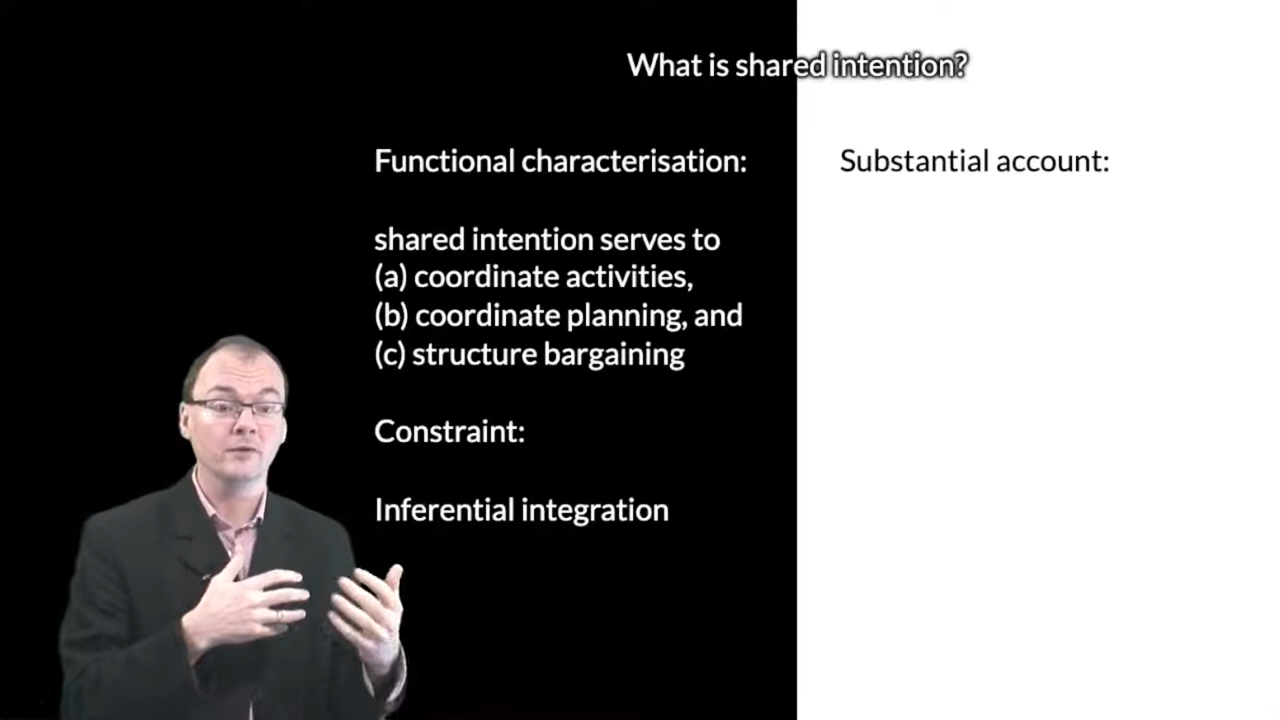 What is shared intention?
Functional characterisation:
shared intention serves to
(a) coordinate activities,
(b) coordinate planning, and
(c) structure bargaining
Constraint:
Inferential integration
Substantial account: